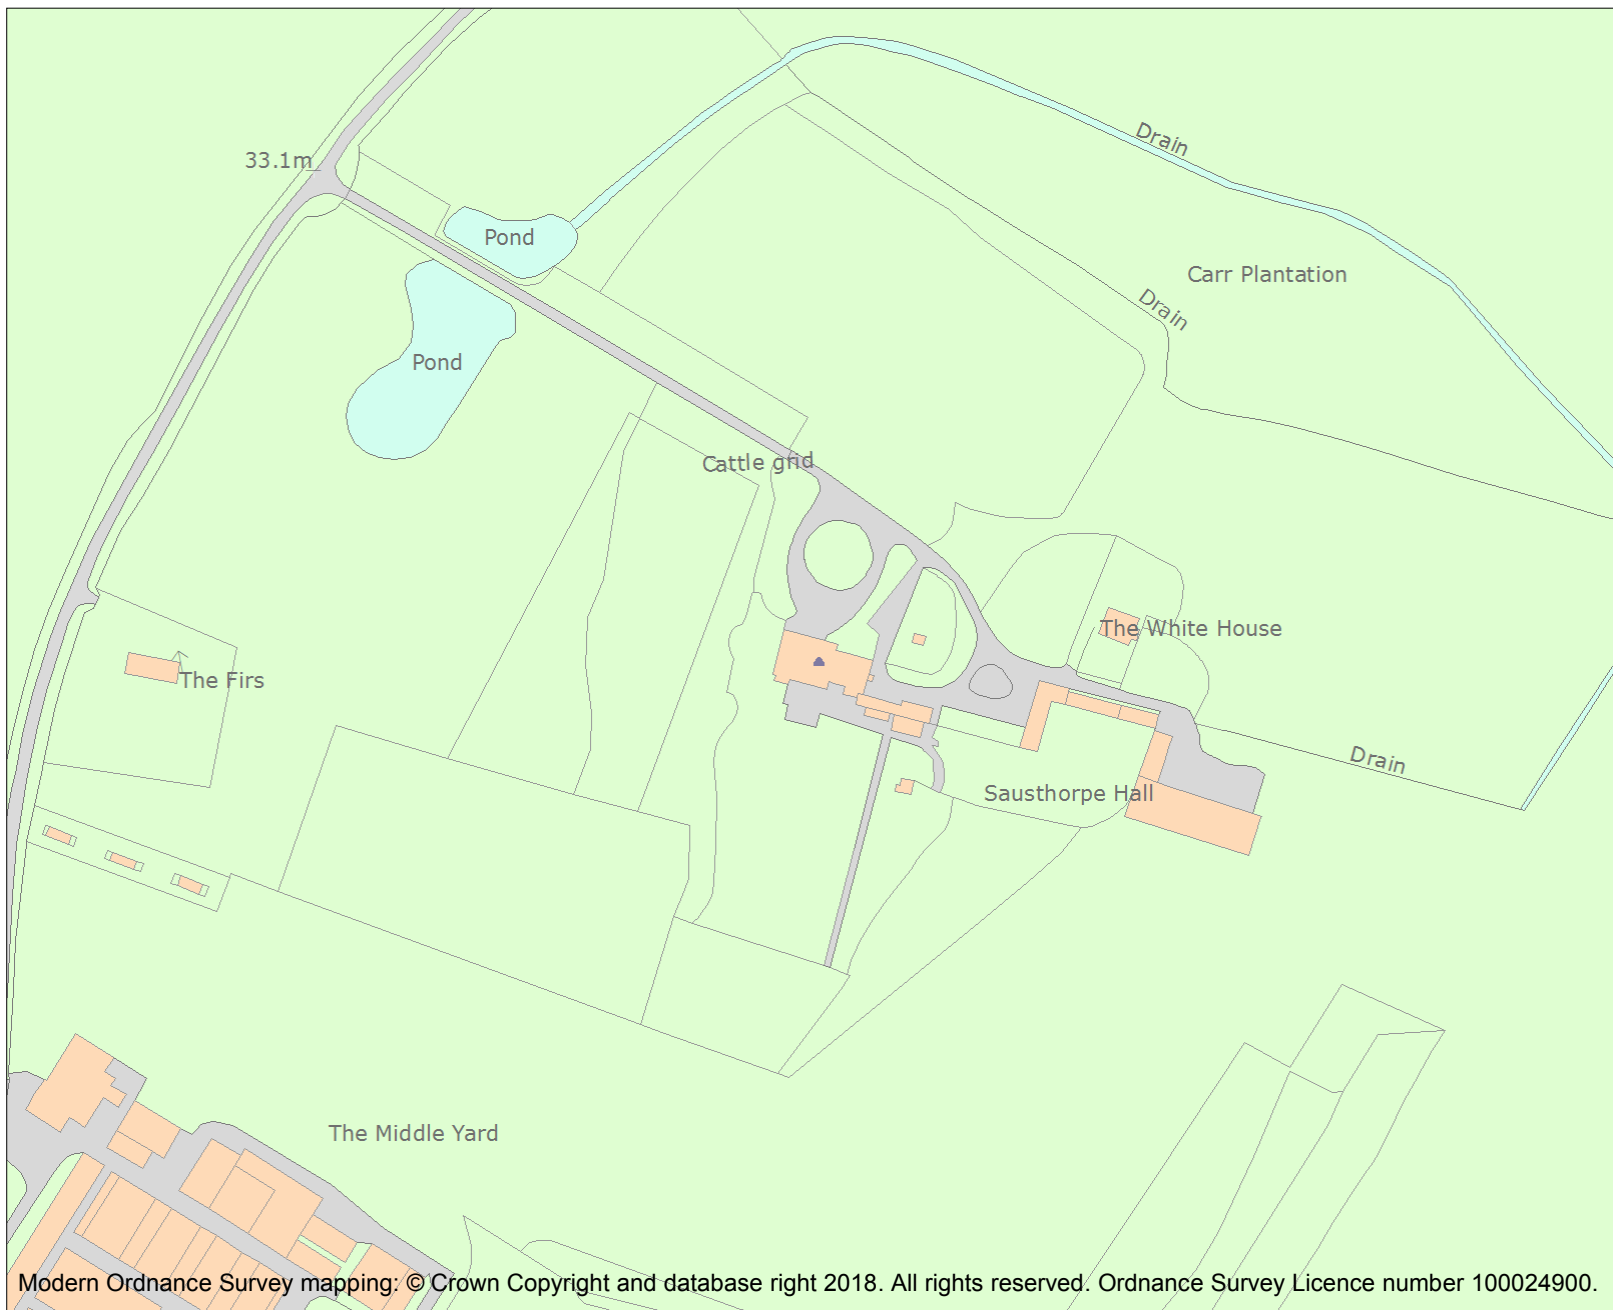 Drain
33.1m
Pond
Carr Plantation
Drain
Pond
Cattle grid
The White House
The Firs
Drain
Sausthorpe Hall
The Middle Yard
Modern Ordnance Survey mapping: © Crown Copyright and database right 2018. All rights reserved. Ordnance Survey Licence number 100024900.